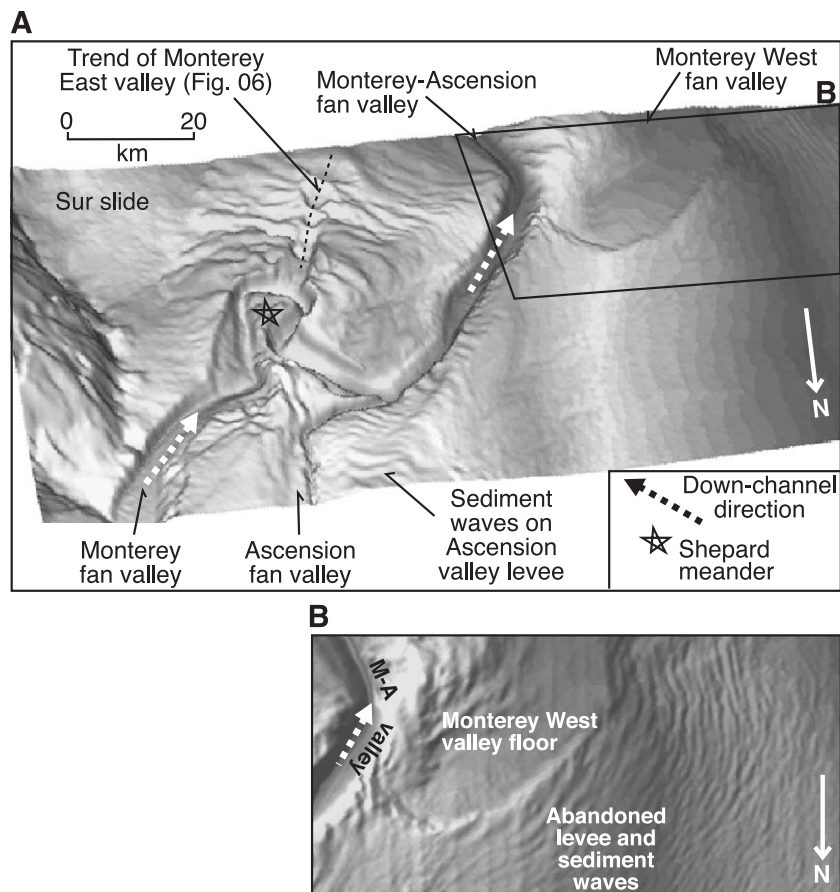 A
Trend of Monterey
East valley (Fig. 06)
Monterey-Ascension
fan valley
Monterey West
fan valley
B
0 20
km
Sur slide
N
Monterey
fan valley
Ascension
fan valley
Sediment
waves on
Ascension
valley levee
Down-channel
direction
Shepard
meander
B
M-A
valley
Monterey West
valley floor
Abandoned
levee and
sediment
waves
N